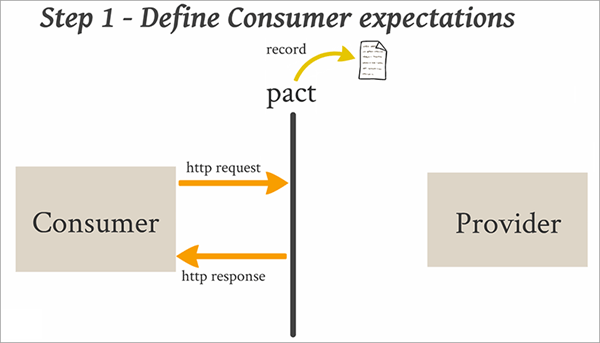 Step 1 - Define Consumer expectations
record
pact
http request
Consumer
Provider
http response